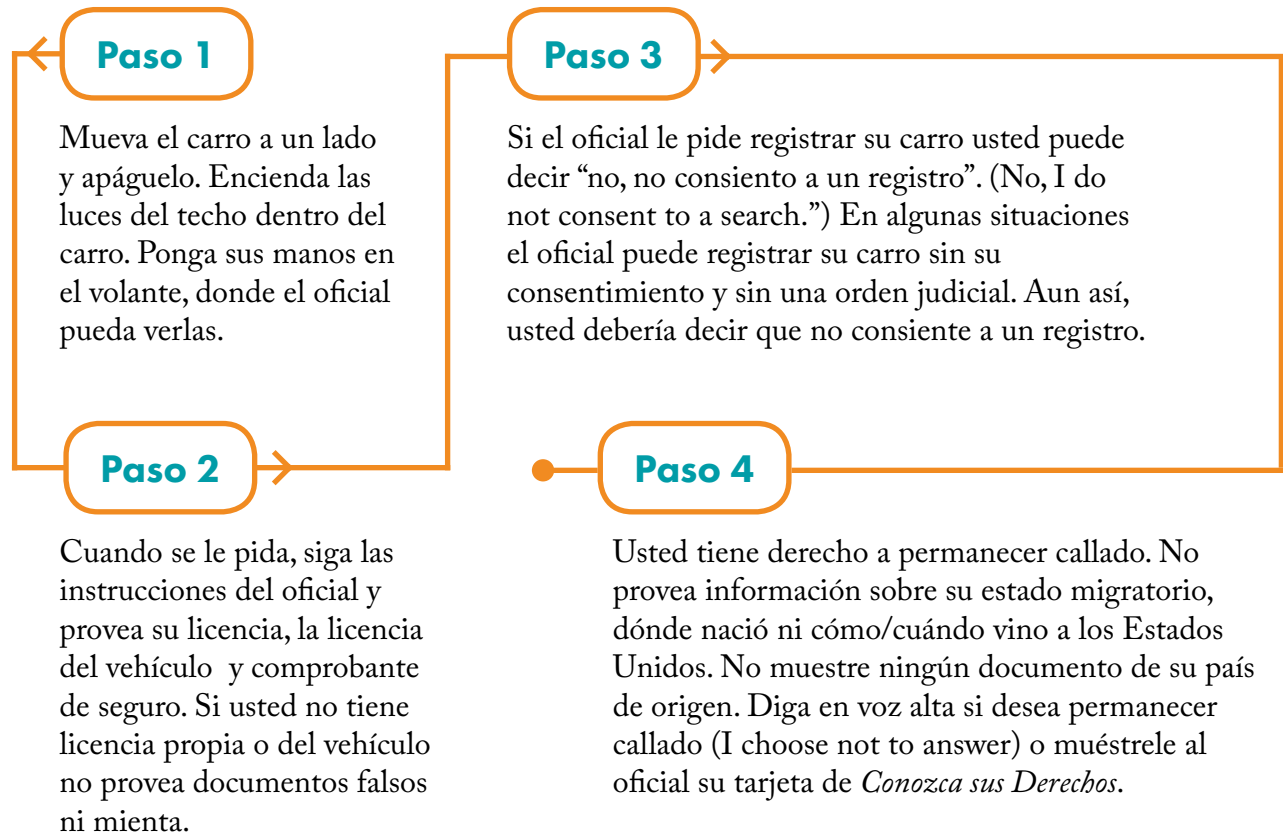 Paso 1
Mueva el carro a un lado
y apáguelo. Encienda las
luces del techo dentro del
carro. Ponga sus manos en
el volante, donde el oficial
pueda verlas.
Paso 2
Cuando se le pida, siga las
instrucciones del oficial y
provea su licencia, la licencia
del vehículo y comprobante
de seguro. Si usted no tiene
licencia propia o del vehículo
no provea documentos falsos
ni mienta.
Paso 3
Si el oficial le pide registrar su carro usted puede
decir “no, no consiento a un registro”. (No, I do
not consent to a search.”) En algunas situaciones
el oficial puede registrar su carro sin su
consentimiento y sin una orden judicial. Aun así,
usted debería decir que no consiente a un registro.
Paso 4
Usted tiene derecho a permanecer callado. No
provea información sobre su estado migratorio,
dónde nació ni cómo/cuándo vino a los Estados
Unidos. No muestre ningún documento de su país
de origen. Diga en voz alta si desea permanecer
callado (I choose not to answer) o muéstrele al
oficial su tarjeta de Conozca sus Derechos.